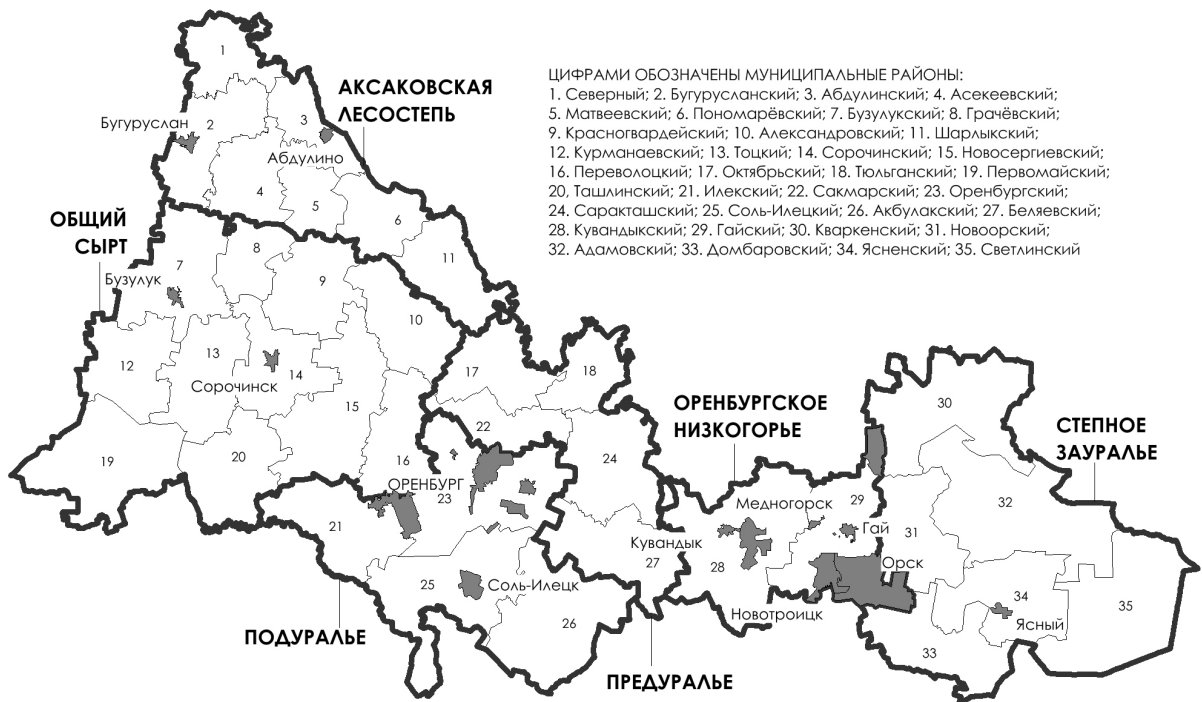 ЦИФРАМИ ОБОЗНАЧЕНЫ МУНИЦИПАЛЬНЫЕ РАЙОНЫ:
1. Северный; 2. Бугурусланский; 3. Абдулинский; 4. Асекеевский;
5. Матвеевский; 6. Пономарёвский; 7. Бузулукский; 8. Грачёвский;
9. Красногвардейский; 10. Александровский; 11. Шарлыкский;
12. Курманаевский; 13. Тоцкий; 14. Сорочинский; 15. Новосергиевский;
16. Переволоцкий; 17. Октябрьский; 18. Тюльганский; 19. Первомайский;
20, Ташлинский; 21. Илекский; 22. Сакмарский; 23. Оренбургский;
24. Саракташский; 25. Соль-Илецкий; 26. Акбулакский; 27. Беляевский;
28. Кувандыкский; 29. Гайский; 30. Кваркенский; 31. Новоорский;
32. Адамовский; 33. Домбаровский; 34. Ясненский; 35. Светлинский
1
АКСАКОВСКАЯ
ЛЕСОСТЕПЬ
Бугуруслан
2
3
Абдулино
4
5
6
ОБЩИЙ
СЫРТ
7
8
9
10
11
Бузулук
12
13
14
Сорочинск
15
16
17
18
19
20
21
22
ОРЕНБУРГ
23
24
ОРЕНБУРГСКОЕ
НИЗКОГОРЬЕ
30
СТЕПНОЕ
ЗАУРАЛЬЕ
Медногорск
29
Гай
31
32
Кувандык
27
28
Орск
25
Соль-Илецк
26
Новотроицк
33
34
Ясный
35
ПОДУРАЛЬЕ
ПРЕДУРАЛЬЕ